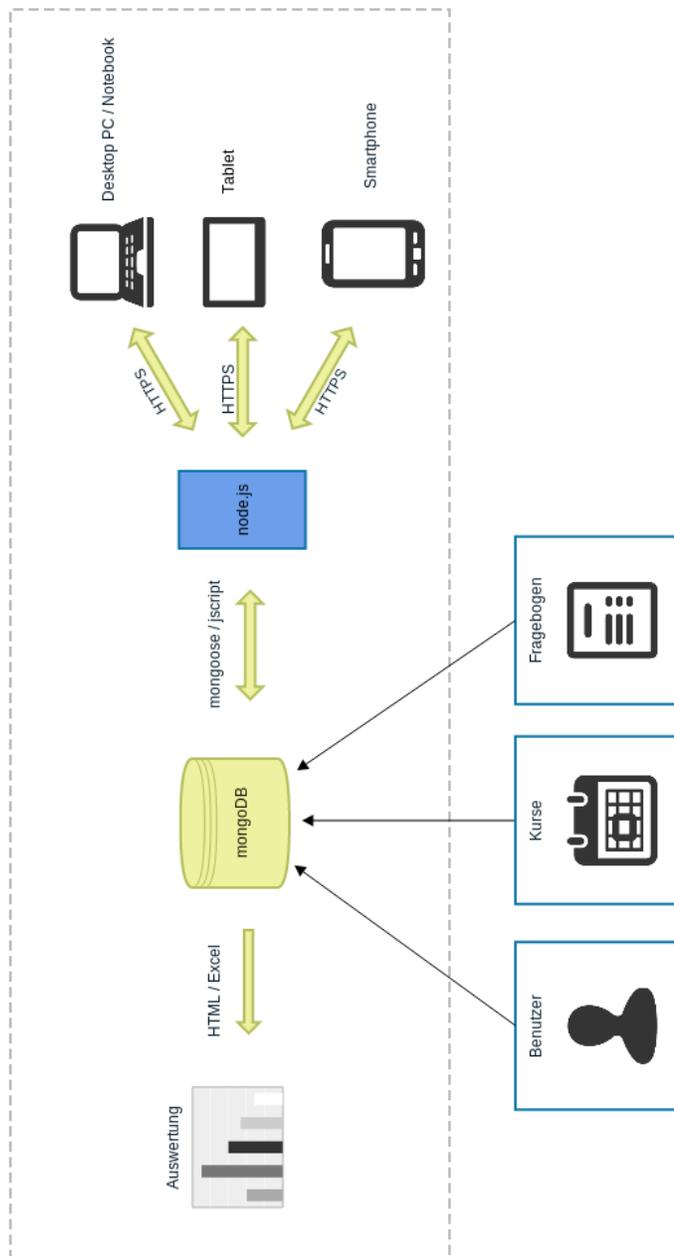 Desktop PC / Notebook
Tablet
Smartphone
HTTPS
HTTPS
HTTPS
node.js
mongoose / jscript
mongoDB
HTML / Excel
Auswertung
Fragebogen
Kurse
Benutzer